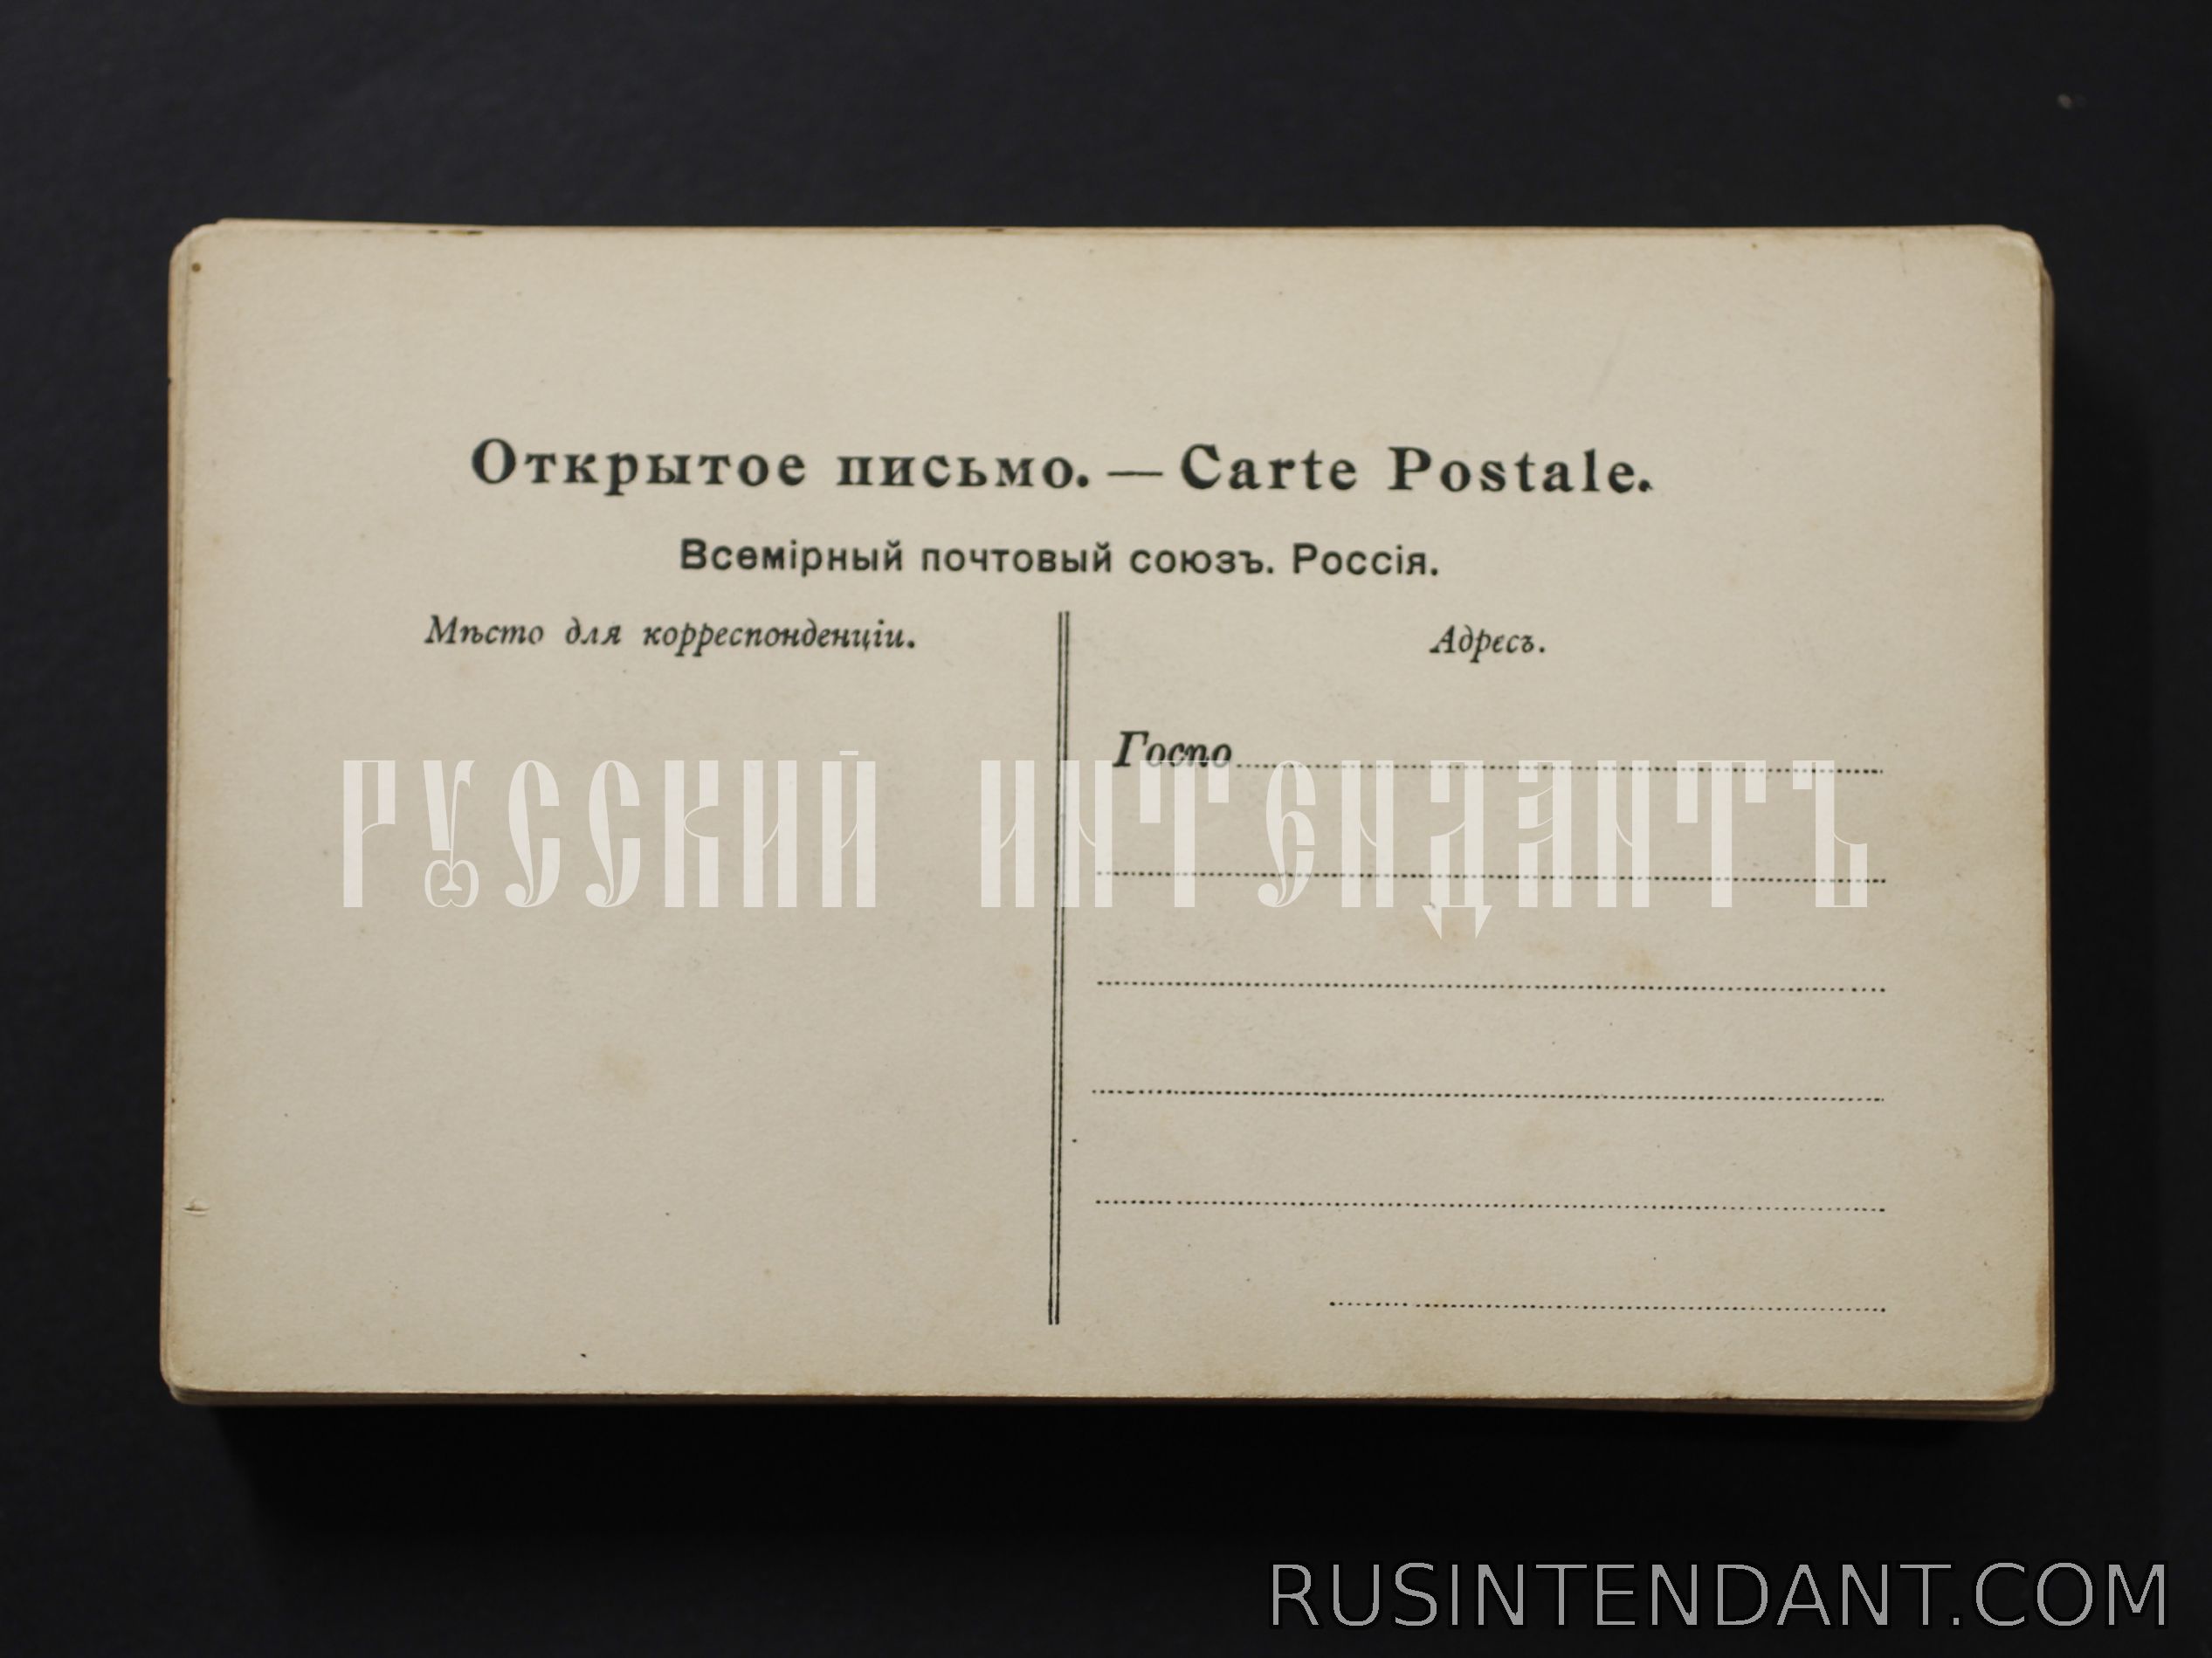 Открытое письмо. — Carte Postale.
Всемірный почтовый союзъ. Россія.
Мѣсто для корреспонденціи.
Адресъ.
Госпо
РУССКИЙ ИНТЕНДАНТЪ
RUSINTENDANT.COM